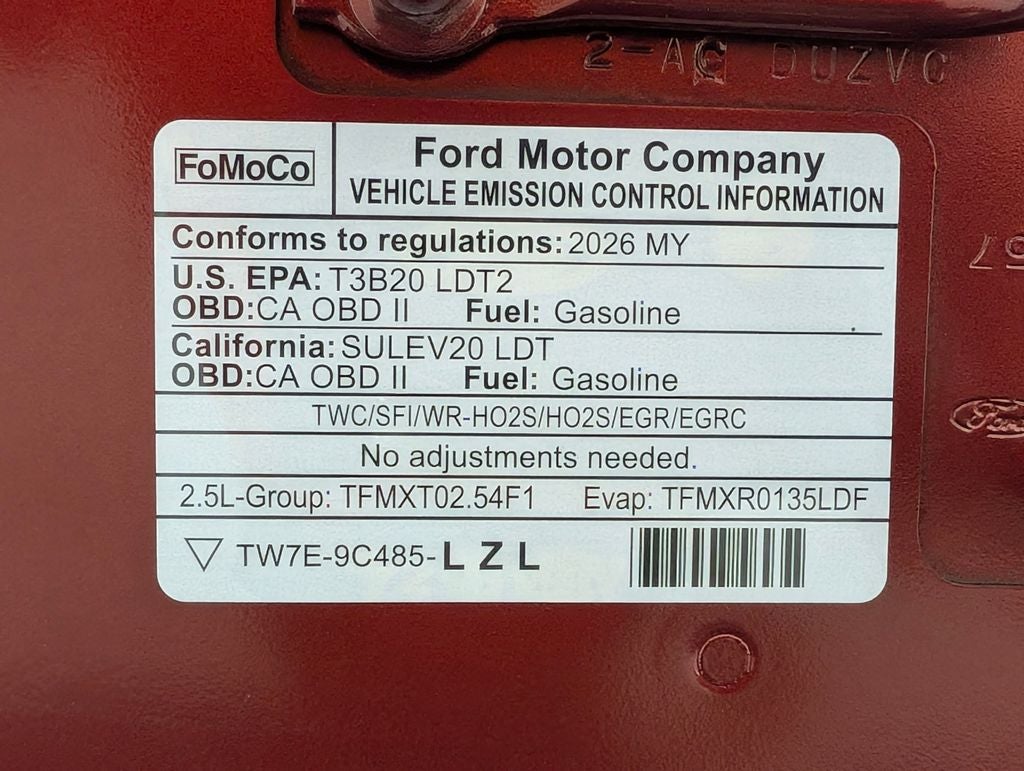 2-AC DUZVC
FoMoCo
Ford Motor Company
VEHICLE EMISSION CONTROL INFORMATION
Conforms to regulations: 2026 MY
U.S. EPA: T3B20 LDT2
OBD:CA OBD II Fuel: Gasoline
California: SULEV20 LDT
OBD:CA OBD II Fuel: Gasoline
TWC/SFI/WR-HO2S/HO2S/EGR/EGRC
No adjustments needed.
2.5L-Group: TFMXT02.54F1 Evap: TFMXR0135LDF
TW7E-9C485-L Z L
Ford